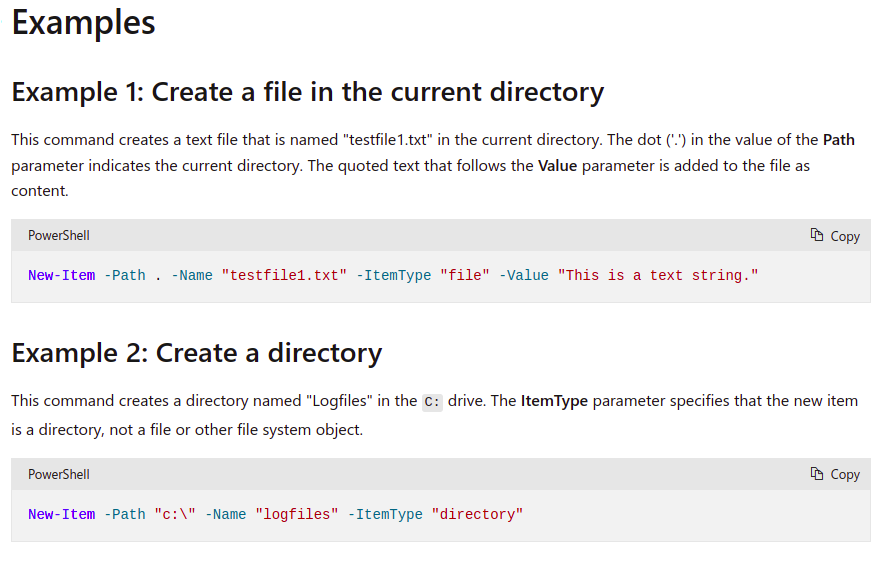 Examples
Example 1: Create a file in the current directory
This command creates a text file that is named "testfile1.txt" in the current directory. The dot ('.') in the value of the Path
parameter indicates the current directory. The quoted text that follows the Value parameter is added to the file as
content.
PowerShell Copy
New-Item -Path . -Name "testfile1.txt" -ItemType "file" -Value "This is a text string."
Example 2: Create a directory
This command creates a directory named "Logfiles" in the C: drive. The ItemType parameter specifies that the new item
is a directory, not a file or other file system object.
PowerShell Copy
New-Item -Path "c:\" -Name "logfiles" -ItemType "directory"